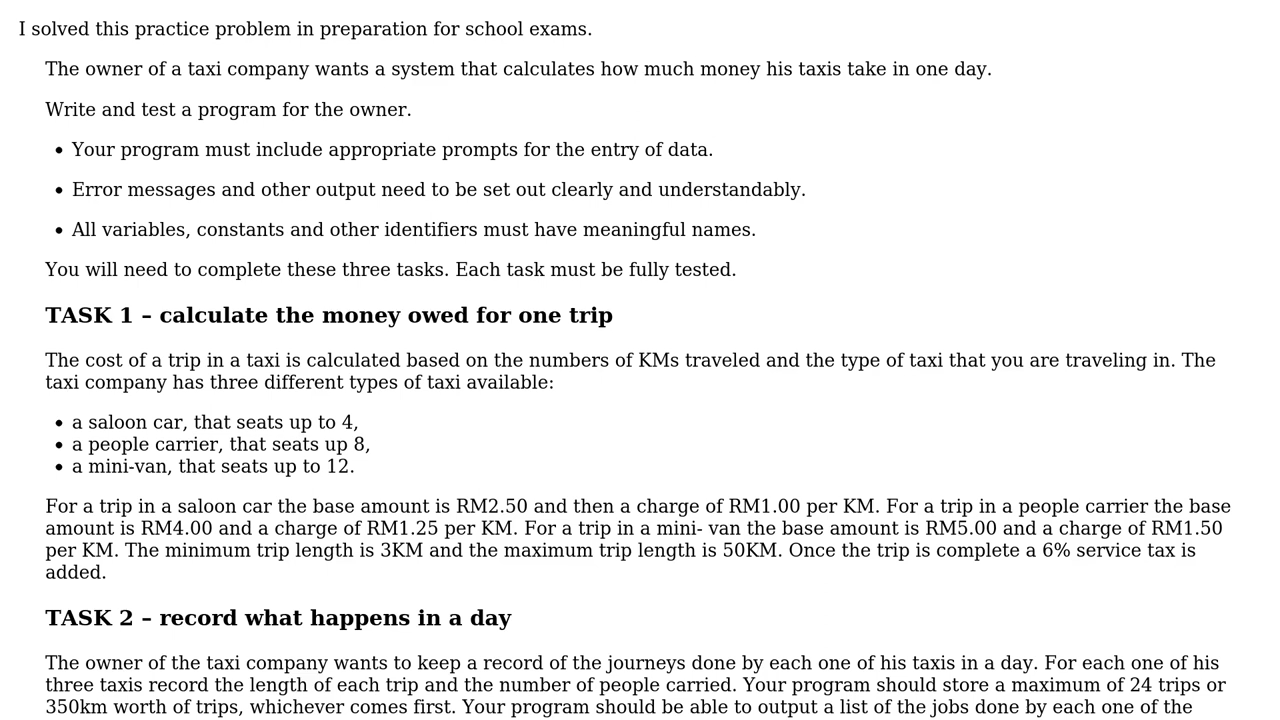 I solved this practice problem in preparation for school exams.
The owner of a taxi company wants a system that calculates how much money his taxis take in one day.
Write and test a program for the owner.
• Your program must include appropriate prompts for the entry of data.
• Error messages and other output need to be set out clearly and understandably.
• All variables, constants and other identifiers must have meaningful names.
You will need to complete these three tasks. Each task must be fully tested.
TASK 1 – calculate the money owed for one trip
The cost of a trip in a taxi is calculated based on the numbers of KMs traveled and the type of taxi that you are traveling in. The
taxi company has three different types of taxi available:
• a saloon car, that seats up to 4,
• a people carrier, that seats up 8,
• a mini-van, that seats up to 12.
For a trip in a saloon car the base amount is RM2.50 and then a charge of RM1.00 per KM. For a trip in a people carrier the base
amount is RM4.00 and a charge of RM1.25 per KM. For a trip in a mini- van the base amount is RM5.00 and a charge of RM1.50
per KM. The minimum trip length is 3KM and the maximum trip length is 50KM. Once the trip is complete a 6% service tax is
added.
TASK 2 – record what happens in a day
The owner of the taxi company wants to keep a record of the journeys done by each one of his taxis in a day. For each one of his
three taxis record the length of each trip and the number of people carried. Your program should store a maximum of 24 trips or
350km worth of trips, whichever comes first. Your program should be able to output a list of the jobs done by each one of the